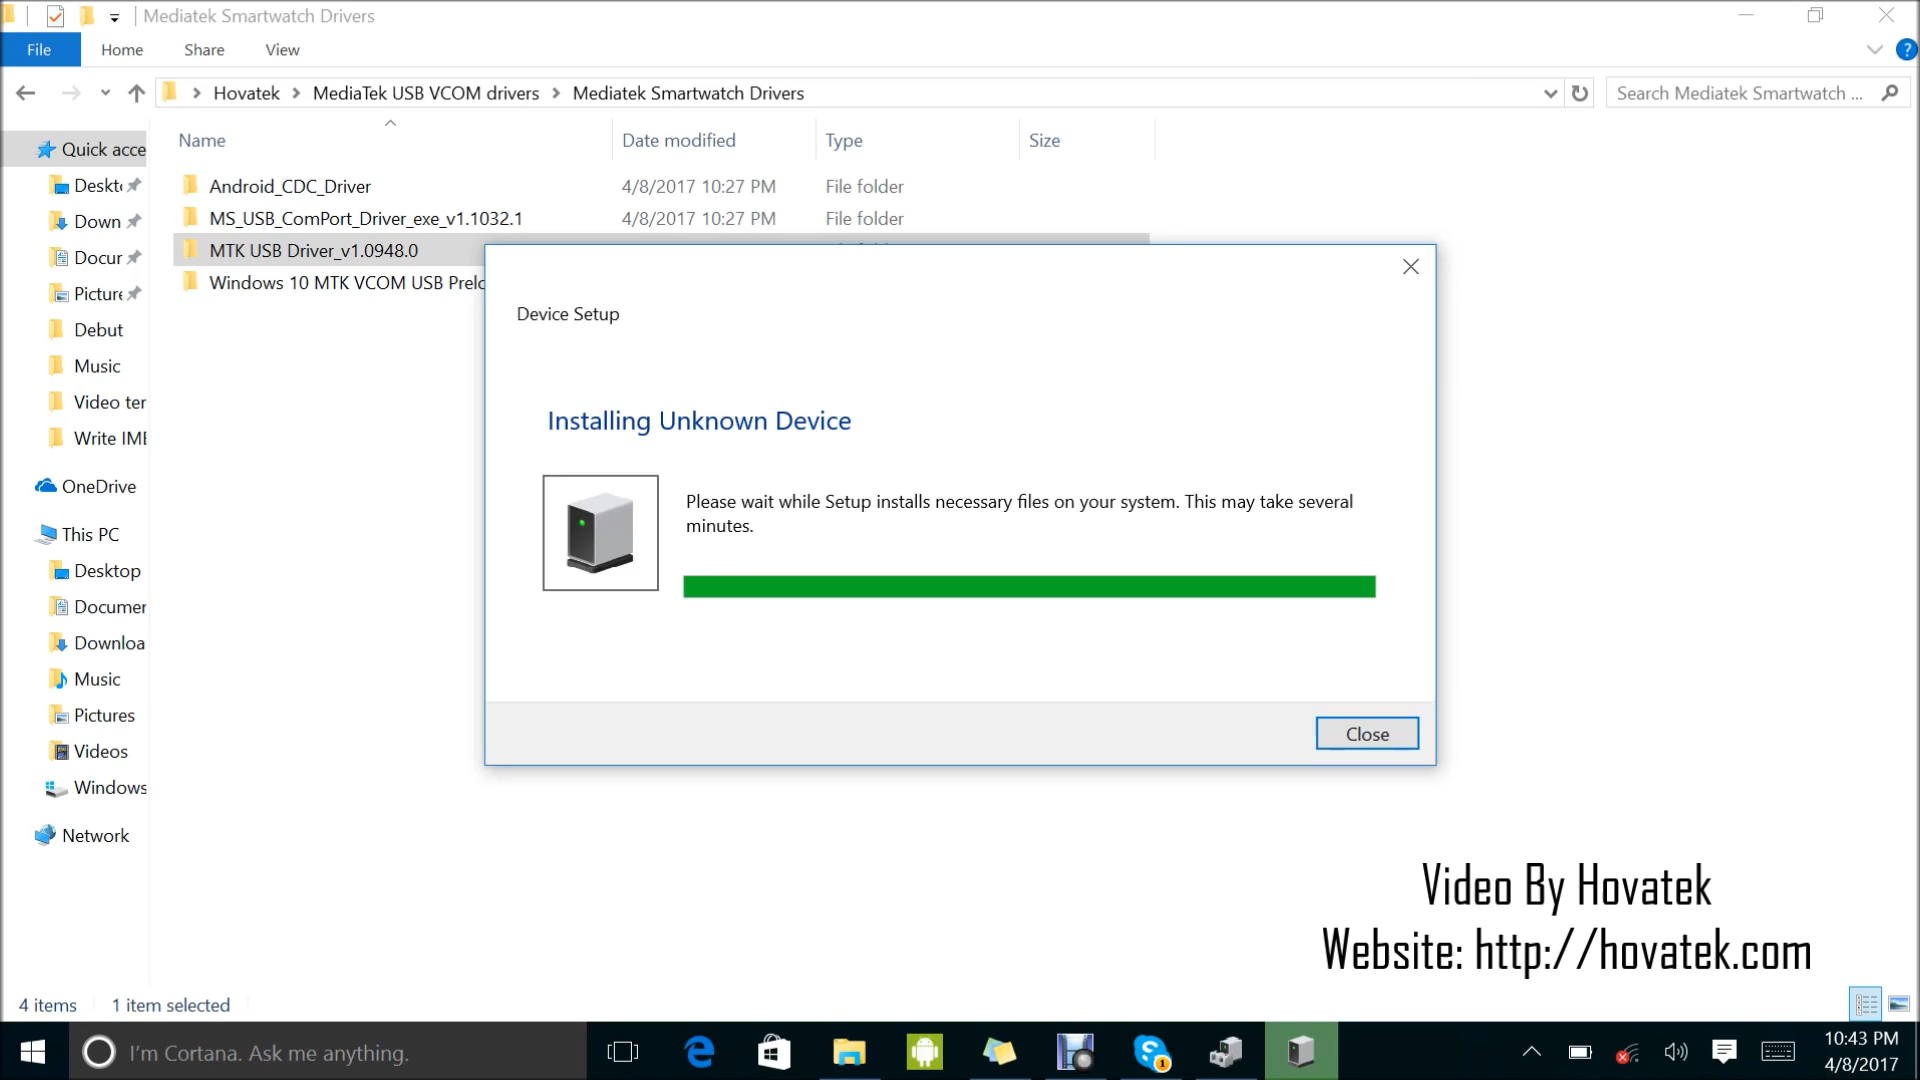 Mediatek Smartwatch Drivers
File Home Share View
Hovatek MediaTek USB VCOM drivers Mediatek Smartwatch Drivers
Search Mediatek Smartwatch ...
Name Date modified Type Size
Quick acce
Deskt
Down
Docur
Picture
Debut
Music
Video ter
Write IME
OneDrive
This PC
Desktop
Documer
Downloa
Music
Pictures
Videos
Windows
Network
Android_CDC_Driver 4/8/2017 10:27 PM File folder
MS_USB_ComPort_Driver_exe_v1.1032.1 4/8/2017 10:27 PM File folder
MTK USB Driver_v1.0948.0
Windows 10 MTK VCOM USB Prelo
Device Setup
Installing Unknown Device
Please wait while Setup installs necessary files on your system. This may take several
minutes.
Close
Video By Hovatek
Website: http://hovatek.com
4 items 1 item selected
I'm Cortana. Ask me anything.
1
10:43 PM
4/8/2017